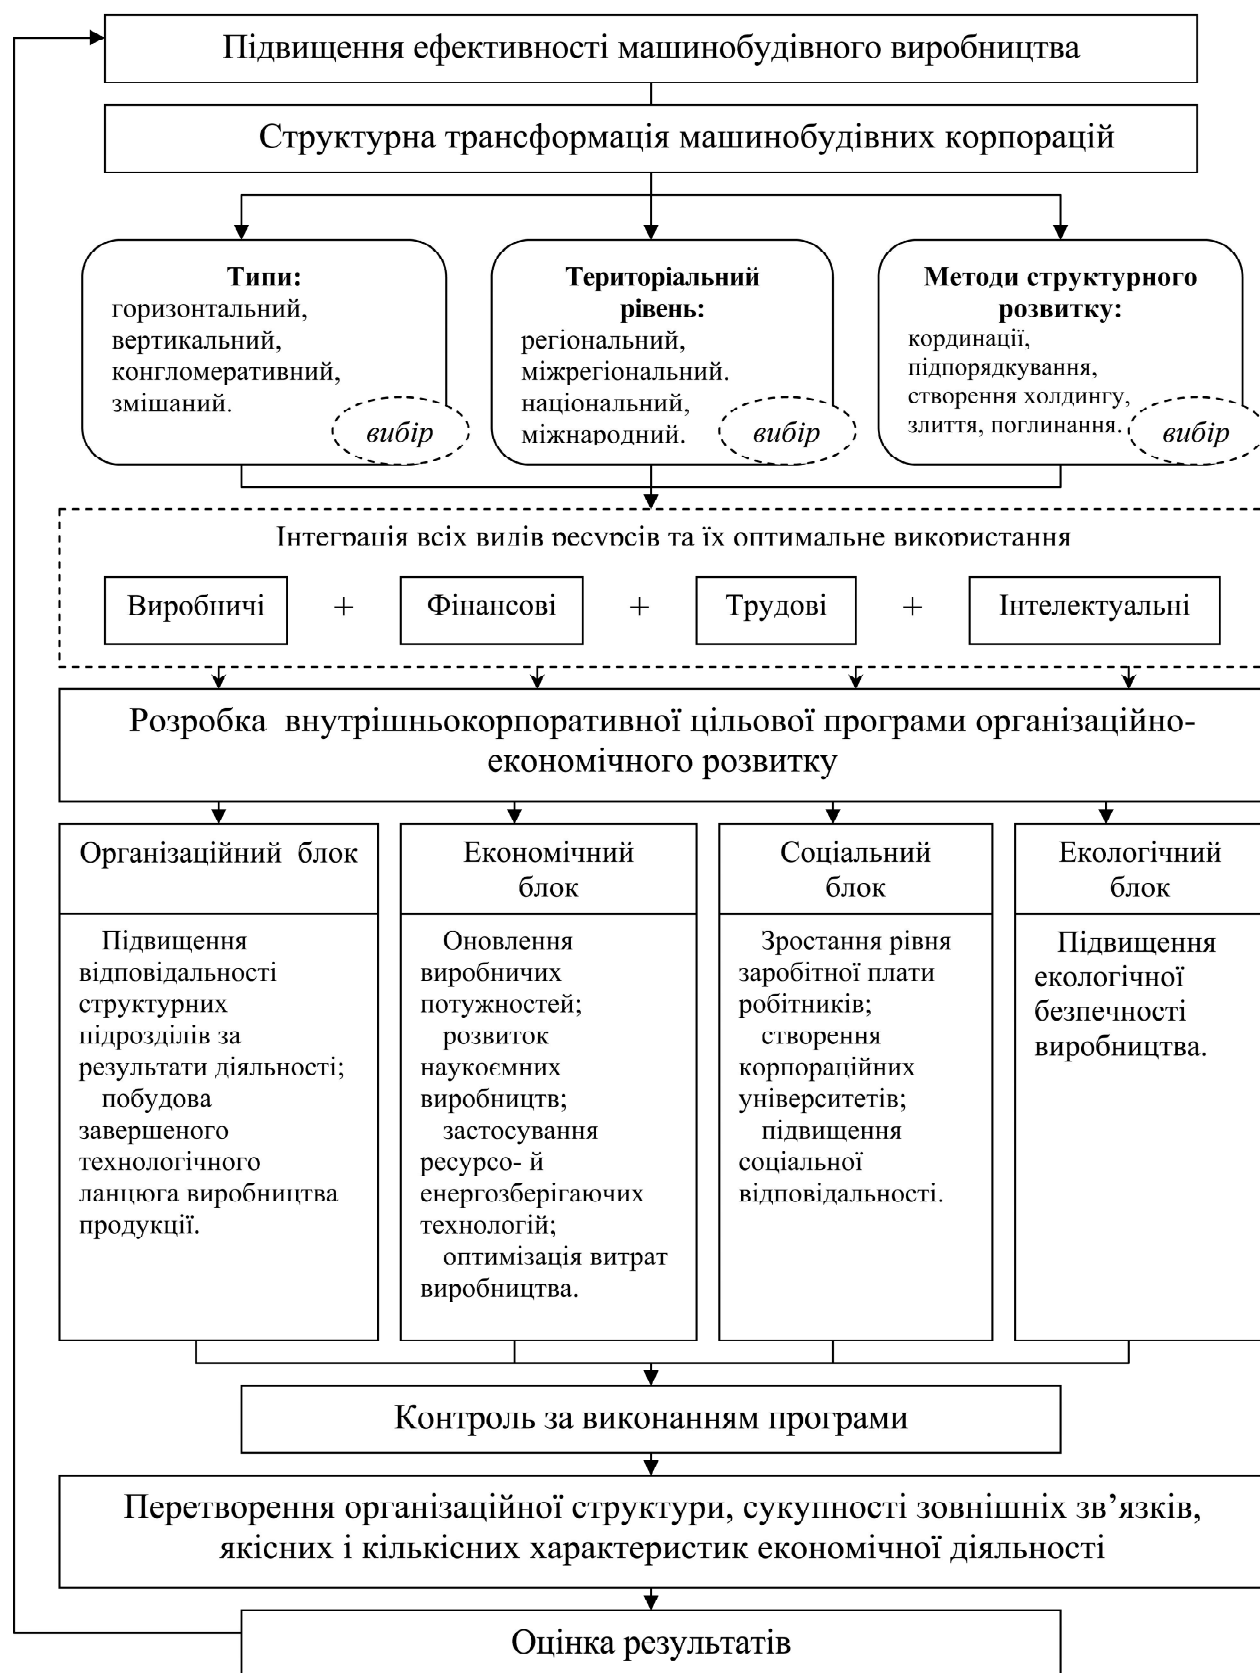 Підвищення ефективності машинобудівного виробництва
Структурна трансформація машинобудівних корпорацій
Типи:
горизонтальний,
вертикальний,
конгломеративний,
змішаний.
вибір
Територіальний
рівень:
регіональний,
міжрегіональний.
національний,
міжнародний.
вибір
Методи структурного
розвитку:
кординації,
підпорядкування,
створення холдингу,
злиття, поглинання.
вибір
Інтеграція всіх видів ресурсів та їх оптимальне використання
Виробничі + Фінансові + Трудові + Інтелектуальні
Розробка внутрішньокорпоративної цільової програми організаційно-
економічного розвитку
Організаційний блок
Підвищення
відповідальності
структурних
підрозділів за
результати діяльності;
побудова
завершеного
технологічного
ланцюга виробництва
продукції.
Економічний
блок
Оновлення
виробничих
потужностей;
розвиток
наукоємних
виробництв;
застосування
ресурсо- й
енергозберігаючих
технологій;
оптимізація витрат
виробництва.
Соціальний
блок
Зростання рівня
заробітної плати
робітників;
створення
корпораційних
університетів;
підвищення
соціальної
відповідальності.
Екологічний
блок
Підвищення
екологічної
безпечності
виробництва.
Контроль за виконанням програми
Перетворення організаційної структури, сукупності зовнішніх зв’язків,
якісних і кількісних характеристик економічної діяльності
Оцінка результатів